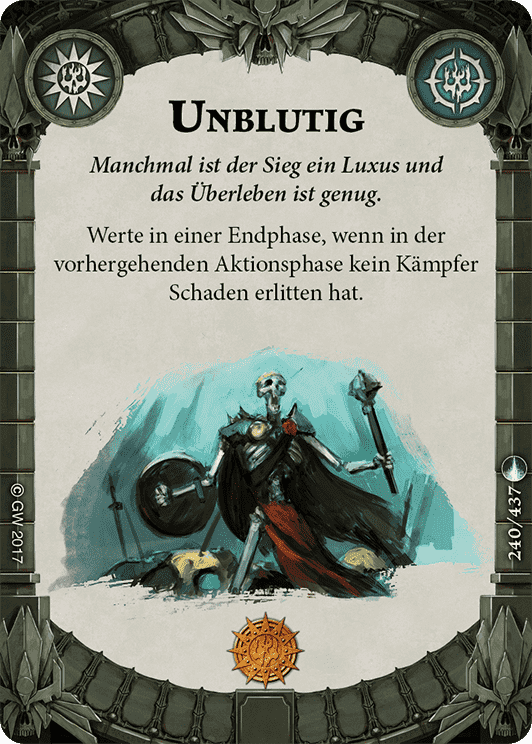 Unblutig
Manchmal ist der Sieg ein Luxus und
das Überleben ist genug.
Werte in einer Endphase, wenn in der
vorhergehenden Aktionsphase kein Kämpfer
Schaden erlitten hat.
© GW 2017
240/437